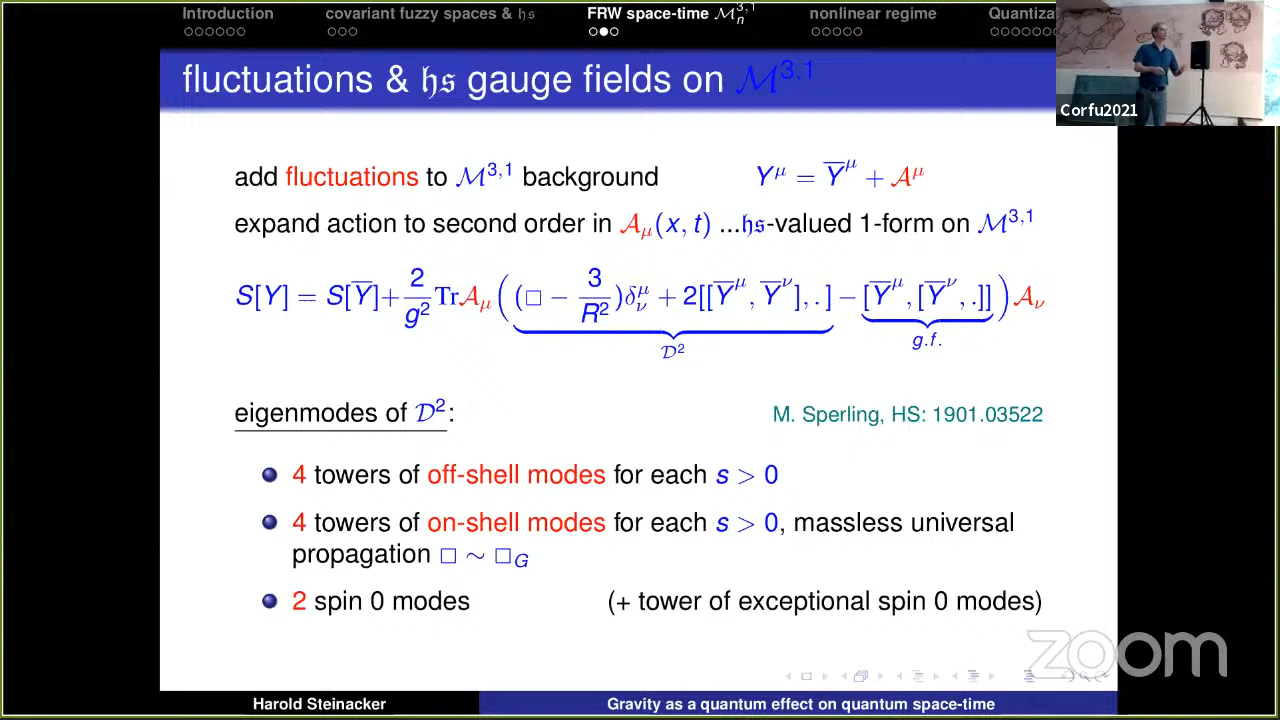 Introduction covariant fuzzy spaces & 𝔥𝔰 FRW space-time ℳₙ³,¹ nonlinear regime Quantiza
fluctuations & 𝔥𝔰 gauge fields on ℳ³,¹
Corfu2021
add fluctuations to ℳ³,¹ background Y^μ = Y̅^μ + 𝒜^μ
expand action to second order in 𝒜_μ(x, t) ...𝔥𝔰-valued 1-form on ℳ³,¹
S[Y] = S[Y̅]+ 2/g² Tr𝒜_μ((□ − 3/R²)δ^μ_ν + 2[[Y̅^μ, Y̅^ν], . ] − [Y̅^μ, [Y̅^ν, .]])𝒜_ν
𝒟² g.f.
eigenmodes of 𝒟²: M. Sperling, HS: 1901.03522
4 towers of off-shell modes for each s > 0
4 towers of on-shell modes for each s > 0, massless universal
propagation □ ∼ □_G
2 spin 0 modes (+ tower of exceptional spin 0 modes)
zoom
Harold Steinacker Gravity as a quantum effect on quantum space-time